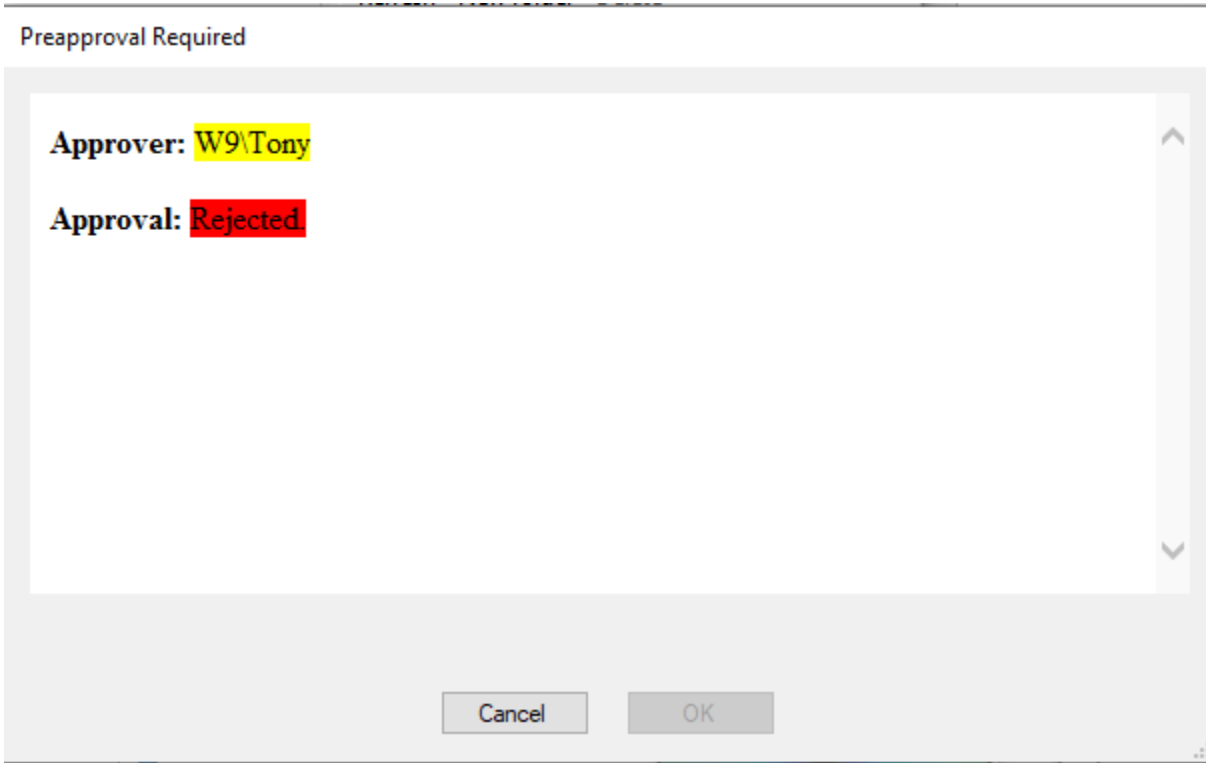 Preapproval Required
Approver: W9\Tony
Approval: Rejected.
Cancel
OK